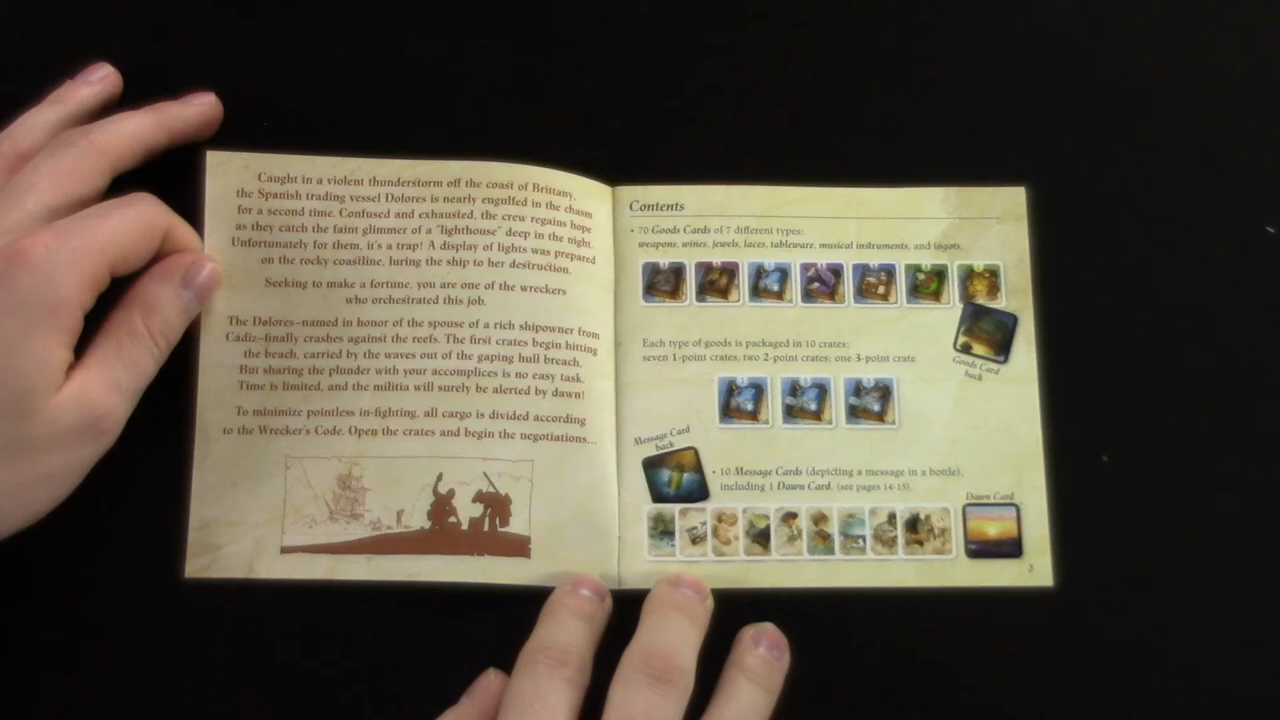 Caught in a violent thunderstorm off the coast of Brittany,
the Spanish trading vessel Dolores is nearly engulfed in the chasm
for a second time. Confused and exhausted, the crew regains hope
as they catch the faint glimmer of a "lighthouse" deep in the night.
Unfortunately for them, it's a trap! A display of lights was prepared
on the rocky coastline, luring the ship to her destruction.
Seeking to make a fortune, you are one of the wreckers
who orchestrated this job.
The Dolores–named in honor of the spouse of a rich shipowner from
Cádiz–finally crashes against the reefs. The first crates begin hitting
the beach, carried by the waves out of the gaping hull breach.
But sharing the plunder with your accomplices is no easy task.
Time is limited, and the militia will surely be alerted by dawn!
To minimize pointless in-fighting, all cargo is divided according
to the Wrecker's Code. Open the crates and begin the negotiations...
Contents
• 70 Goods Cards of 7 different types:
weapons, wines, jewels, laces, tableware, musical instruments, and ingots.
Goods Card
back
Each type of goods is packaged in 10 crates:
seven 1-point crates, two 2-point crates; one 3-point crate
Message Card
back
• 10 Message Cards (depicting a message in a bottle),
including 1 Dawn Card. (see pages 14-15).
Dawn Card
3